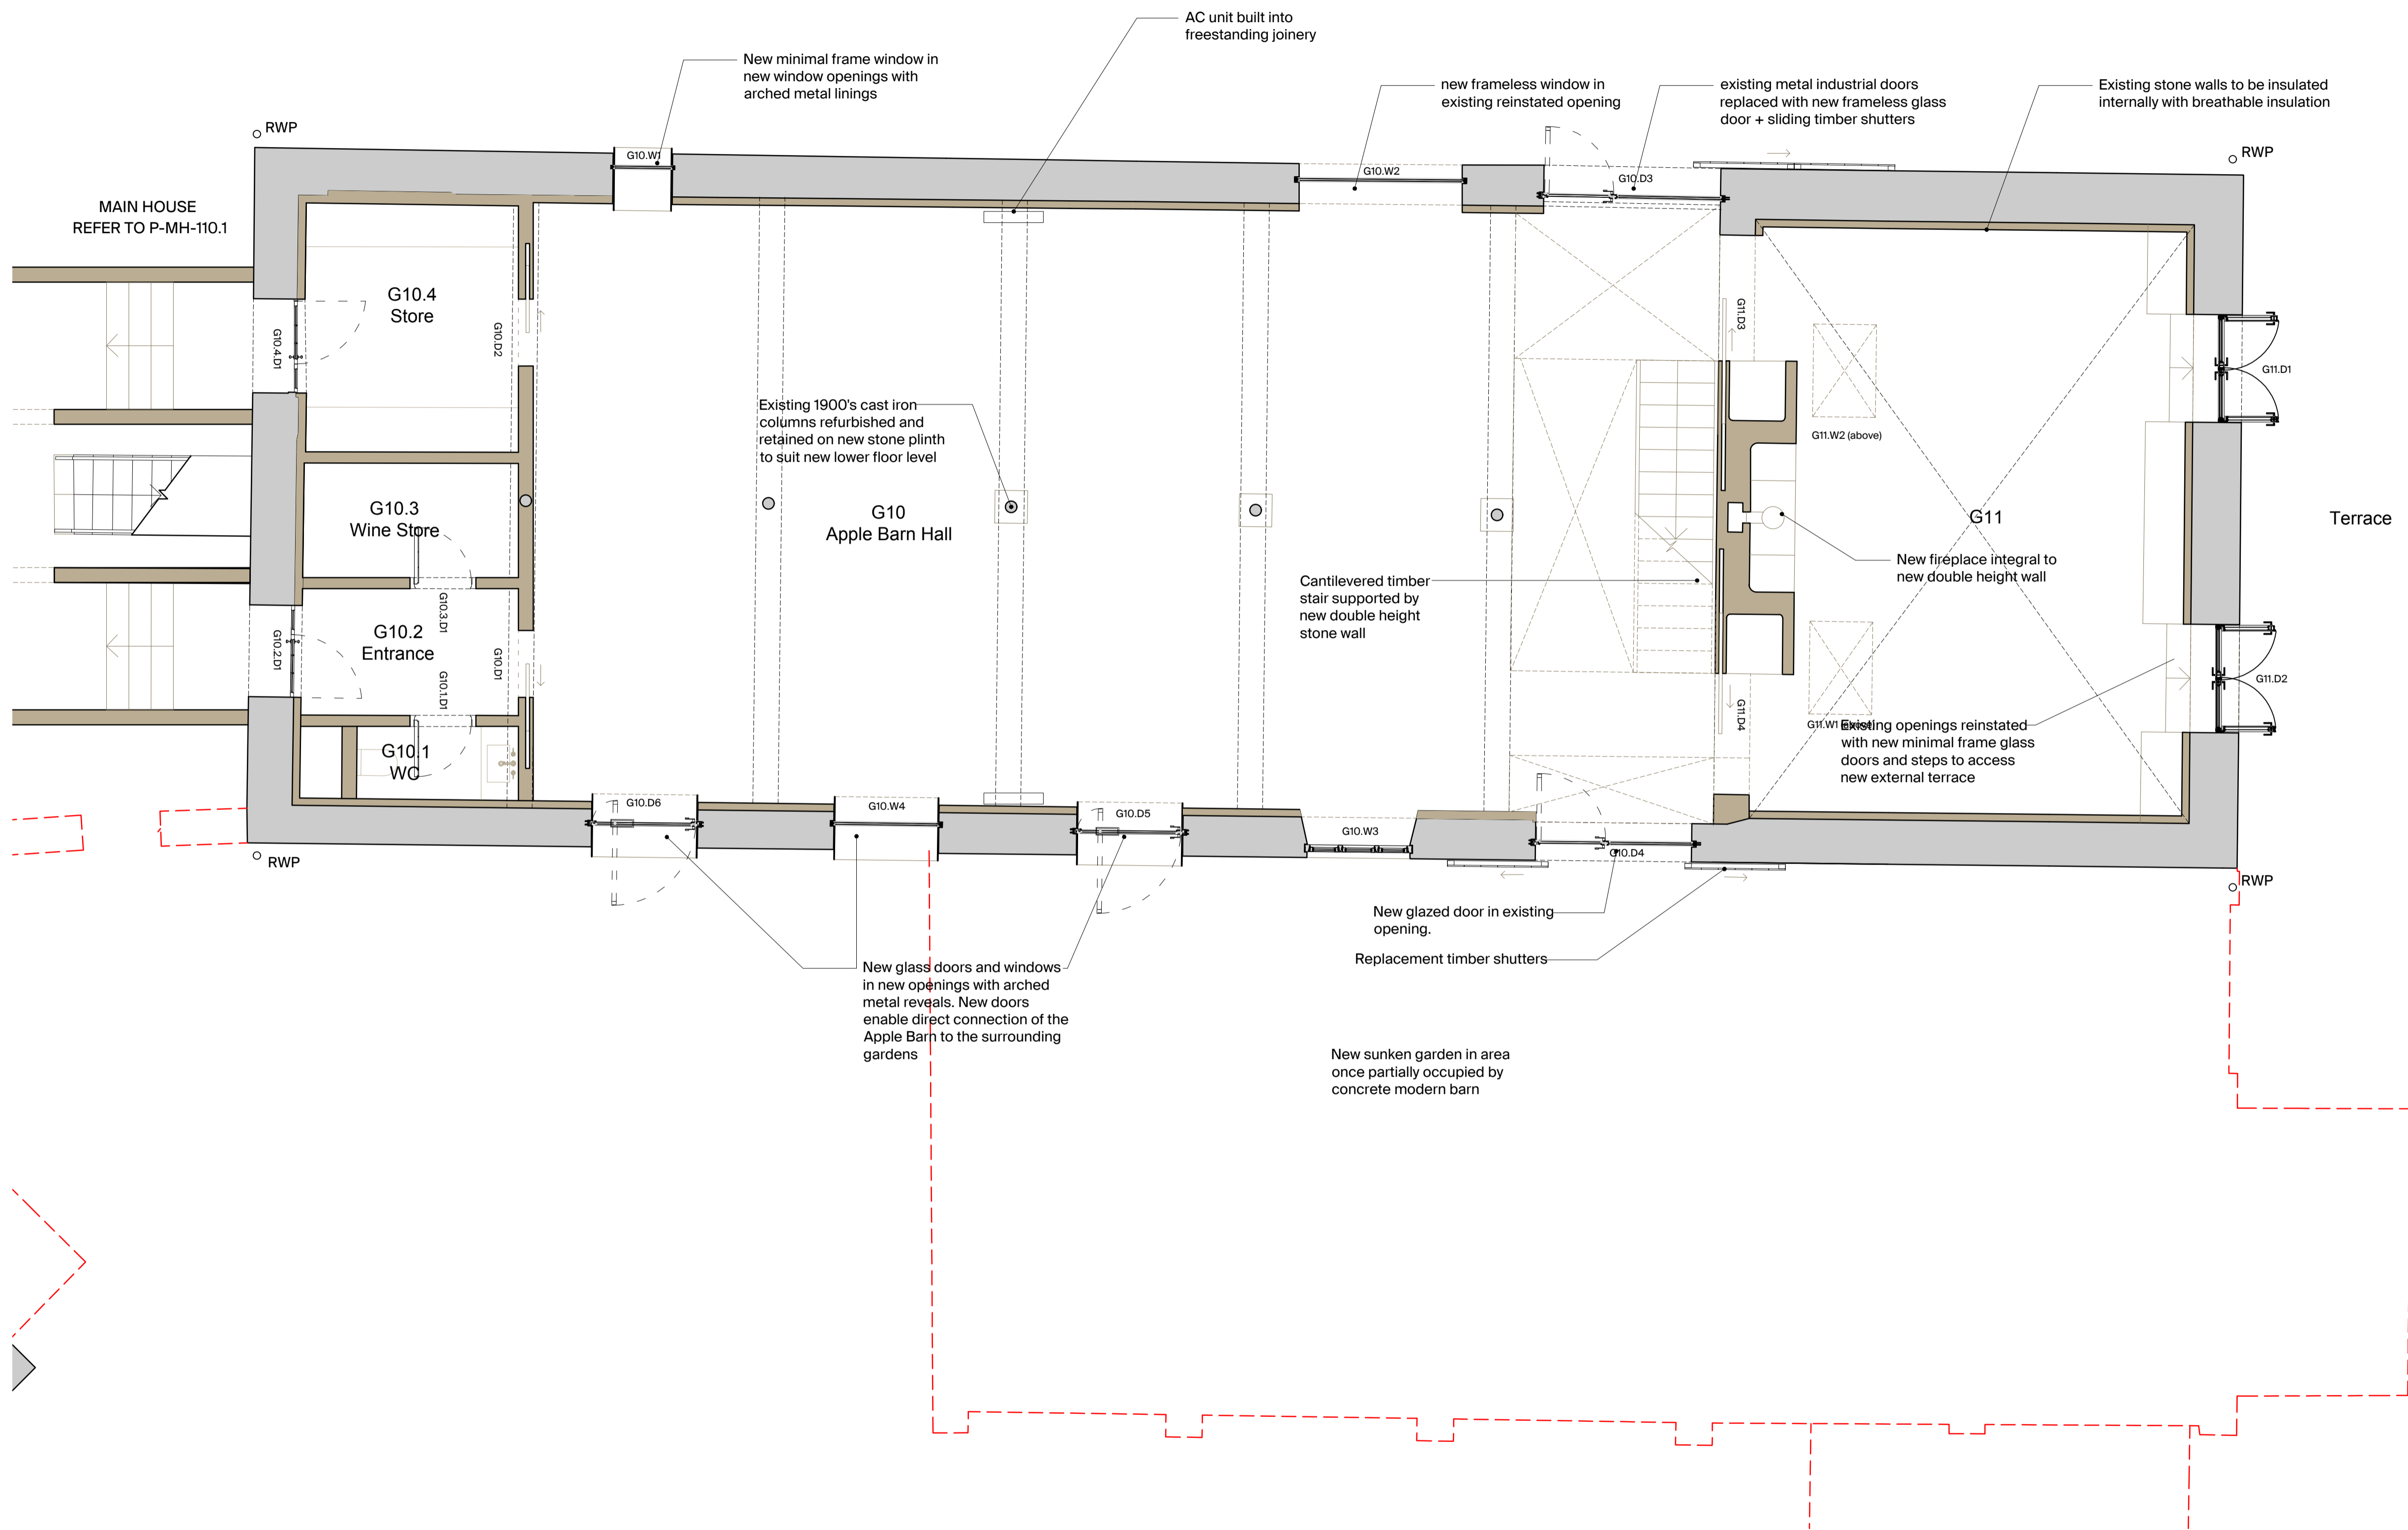 AC unit built into
freestanding joinery
New minimal frame window in
new window openings with
arched metal linings
new frameless window in
existing reinstated opening
existing metal industrial doors
replaced with new frameless glass
door + sliding timber shutters
Existing stone walls to be insulated
internally with breathable insulation
RWP
RWP
G10.W1
G10.W2
G10.D3
MAIN HOUSE
REFER TO P-MH-110.1
G10.4
Store
G10.4.D1
G10.D2
G11.D3
G11.D1
Existing 1900's cast iron
columns refurbished and
retained on new stone plinth
to suit new lower floor level
G11.W2 (above)
G10.3
Wine Store
G10
Apple Barn Hall
G11
Terrace
New fireplace integral to
new double height wall
Cantilevered timber
stair supported by
new double height
stone wall
G10.3.D1
G10.2
Entrance
G10.2.D1
G10.D1
G10.1.D1
G11.D2
G11.D4
G11.W1
Existing openings reinstated
with new minimal frame glass
doors and steps to access
new external terrace
G10.1
WC
G10.D6
G10.W4
G10.D5
G10.W3
G10.D4
RWP
RWP
New glazed door in existing
opening.
Replacement timber shutters
New glass doors and windows
in new openings with arched
metal reveals. New doors
enable direct connection of the
Apple Barn to the surrounding
gardens
New sunken garden in area
once partially occupied by
concrete modern barn